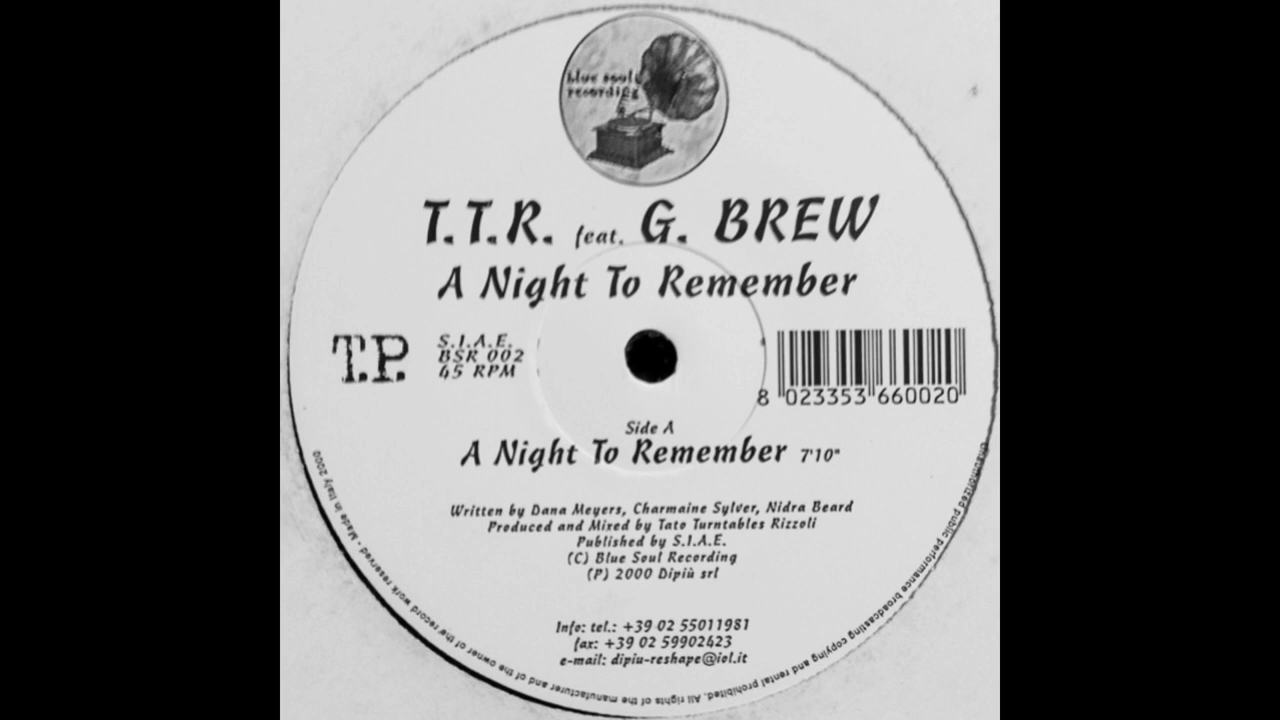 blue soul
recording
T.T.R. feat. G. BREW
A Night To Remember
T.P.
S.I.A.E.
BSR 002
45 RPM
8 023353 660020
Side A
A Night To Remember 7'10"
Written by Dana Meyers, Charmaine Sylver, Nidra Beard
Produced and Mixed by Tato Turntables Rizzoli
Published by S.I.A.E.
(C) Blue Soul Recording
(P) 2000 Dipiù srl
Info: tel.: +39 02 55011981
fax: +39 02 59902423
e-mail: dipiu-reshape@iol.it
public performance broadcasting copying and rental prohibited. All rights of the manufacturer and of the owner of the record work reserved - Made in Italy 2000